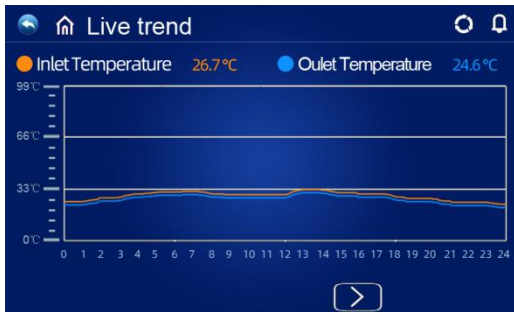 Live trend
Inlet Temperature 26.7℃ Oulet Temperature 24.6℃
99℃
66℃
33℃
0℃
0 1 2 3 4 5 6 7 8 9 10 11 12 13 14 15 16 17 18 19 20 21 22 23 24